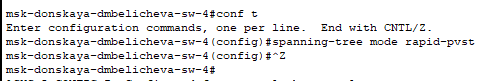 msk-donskaya-dmbelicheva-sw-4#conf t
Enter configuration commands, one per line.  End with CNTL/Z.
msk-donskaya-dmbelicheva-sw-4(config)#spanning-tree mode rapid-pvst
msk-donskaya-dmbelicheva-sw-4(config)#^Z
msk-donskaya-dmbelicheva-sw-4#